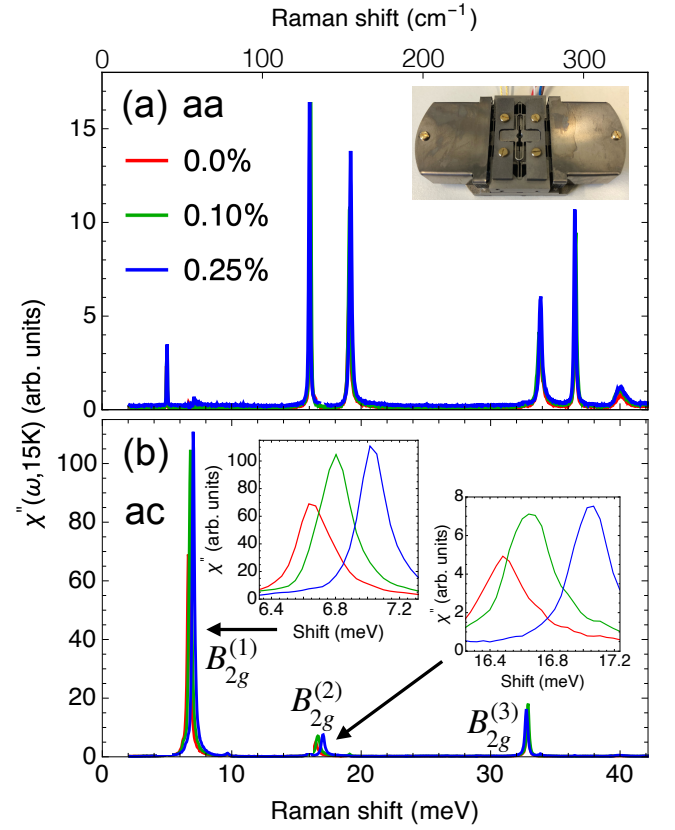 Raman shift (cm⁻¹)
0 100 200 300
(a) aa
0.0%
0.10%
0.25%
15
10
5
0
χ"(ω,15K) (arb. units)
(b)
ac
100
80
60
40
20
0
χ" (arb. units)
100
80
60
40
20
0
6.4 6.8 7.2
Shift (meV)
χ" (arb. units)
8
6
4
2
0
16.4 16.8 17.2
Shift (meV)
B₂g⁽¹⁾
B₂g⁽²⁾
B₂g⁽³⁾
0 10 20 30 40
Raman shift (meV)